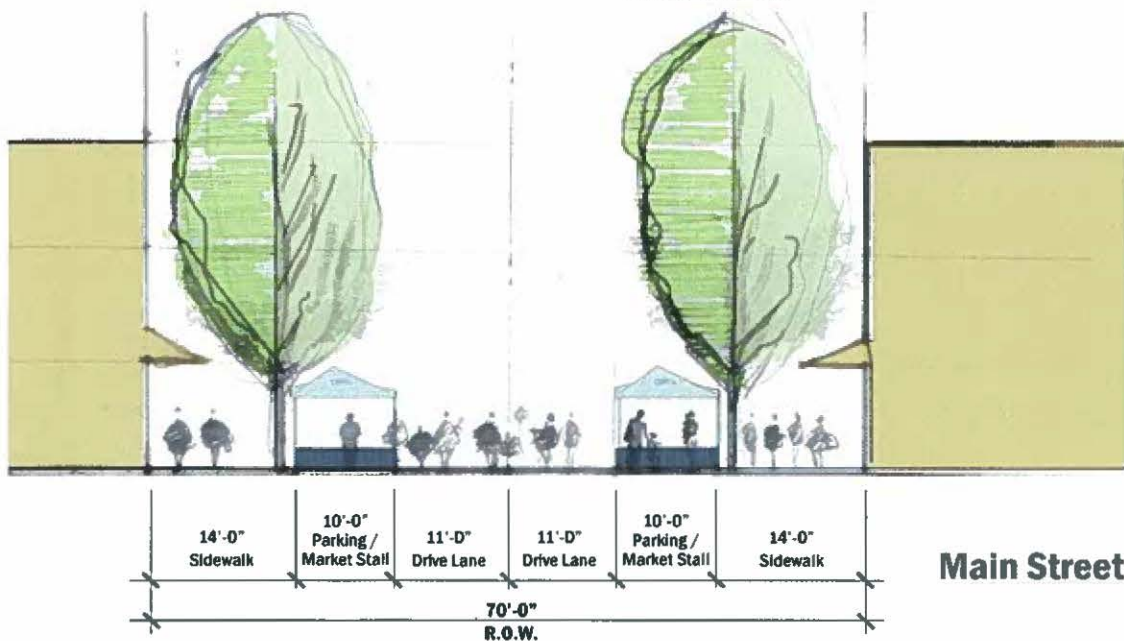 14'-0"
Sidewalk
10'-0"
Parking /
Market Stall
11'-0"
Drive Lane
11'-0"
Drive Lane
10'-0"
Parking /
Market Stall
14'-0"
Sidewalk
Main Street
70'-0"
R.O.W.